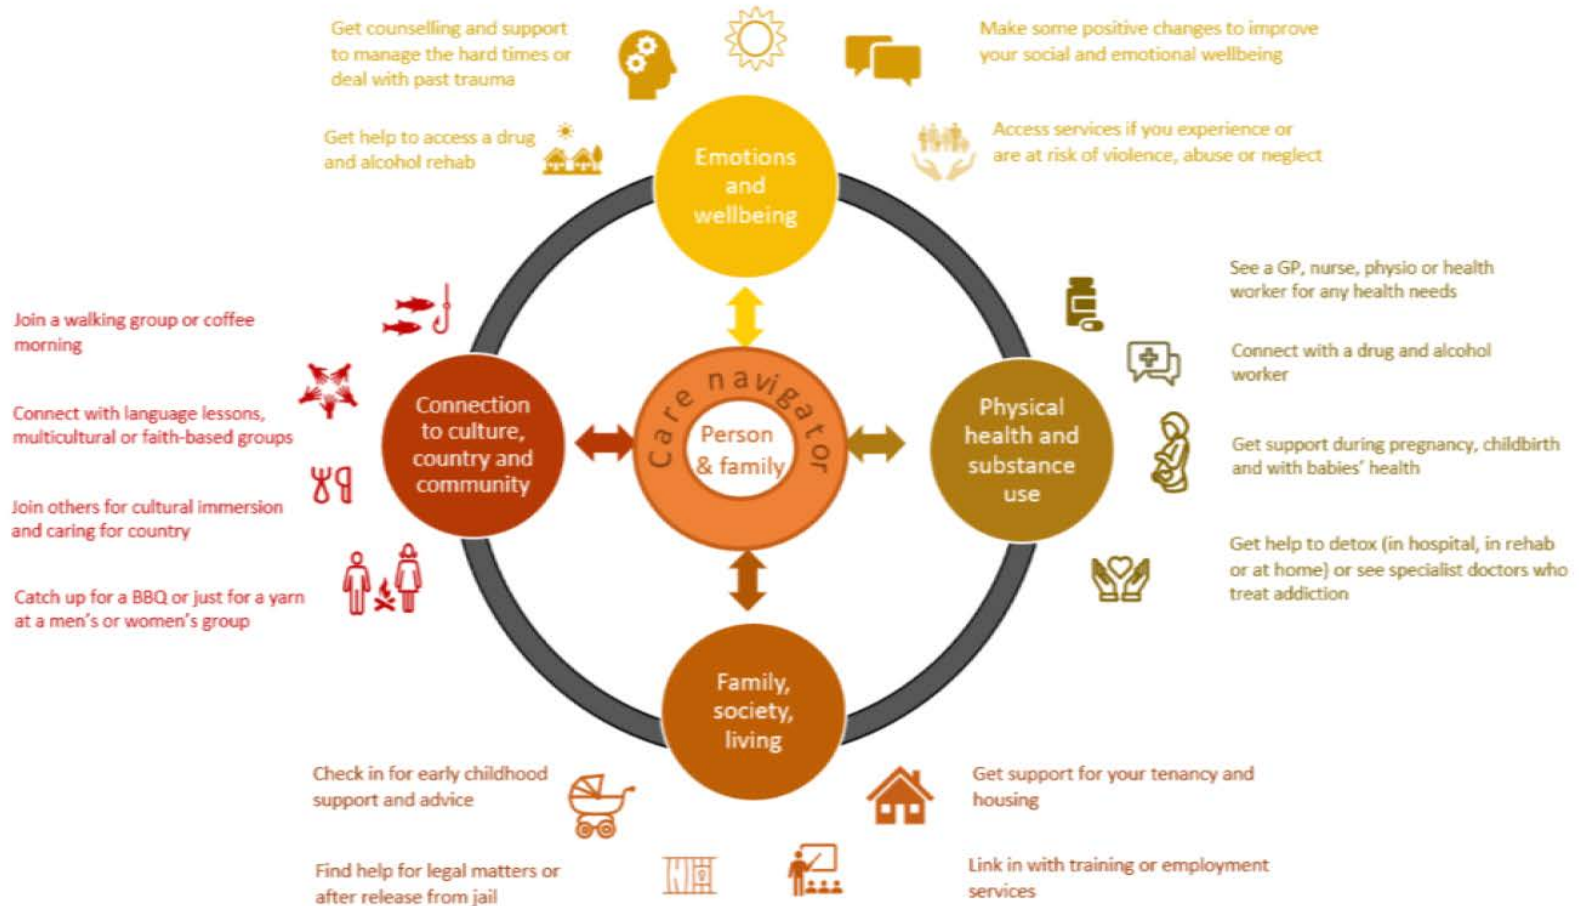 Get counselling and support
to manage the hard times or
deal with past trauma
Make some positive changes to improve
your social and emotional wellbeing
Get help to access a drug
and alcohol rehab
Access services if you experience or
are at risk of violence, abuse or neglect
Emotions
and
wellbeing
Join a walking group or coffee
morning
Connect with language lessons,
multicultural or faith-based groups
Join others for cultural immersion
and caring for country
Catch up for a BBQ or just for a yarn
at a men's or women's group
Connection
to culture,
country and
community
Care navigator
Person
& family
Physical
health and
substance
use
See a GP, nurse, physio or health
worker for any health needs
Connect with a drug and alcohol
worker
Get support during pregnancy, childbirth
and with babies' health
Get help to detox (in hospital, in rehab
or at home) or see specialist doctors who
treat addiction
Family,
society,
living
Check in for early childhood
support and advice
Get support for your tenancy and
housing
Find help for legal matters or
after release from jail
Link in with training or employment
services